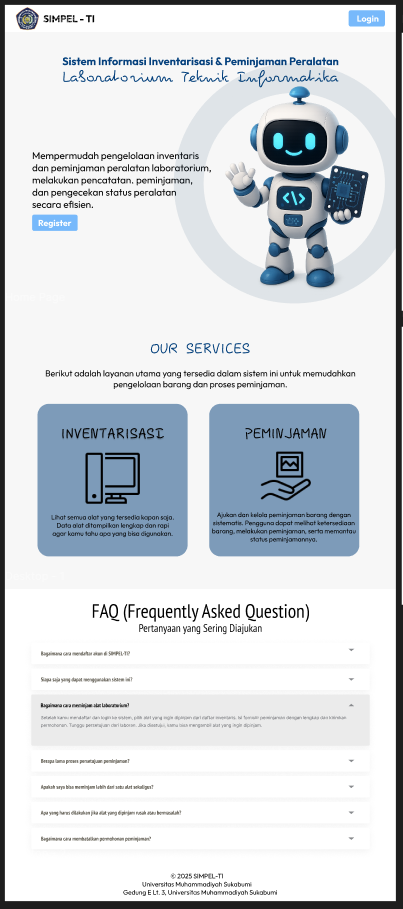 SIMPEL - TI
Login
Sistem Informasi Inventarisasi & Peminjaman Peralatan
Laboratorium Teknik Informatika
Mempermudah pengelolaan inventaris
dan peminjaman peralatan laboratorium,
melakukan pencatatan. peminjaman,
dan pengecekan status peralatan
secara efisien.
Register
</>
OUR SERVICES
Berikut adalah layanan utama yang tersedia dalam sistem ini untuk memudahkan
pengelolaan barang dan proses peminjaman.
INVENTARISASI
Lihat semua alat yang tersedia kapan saja.
Data alat ditampilkan lengkap dan rapi
agar kamu tahu apa yang bisa digunakan.
PEMINJAMAN
Ajukan dan kelola peminjaman barang dengan
sistematis. Pengguna dapat melihat ketersediaan
barang, melakukan peminjaman, serta memantau
status peminjamannya.
FAQ (Frequently Asked Question)
Pertanyaan yang Sering Diajukan
Bagaimana cara mendaftar akun di SIMPEL-TI?
Siapa saja yang dapat menggunakan sistem ini?
Bagaimana cara meminjam alat laboratorium?
Setelah kamu mendaftar dan login ke sistem, pilih alat yang ingin dipinjam dari daftar inventaris. Isi formulir peminjaman dengan lengkap dan kirimkan
permohonan. Tunggu persetujuan dari laboran. Jika disetujui, kamu bisa mengambil alat yang ingin dipinjam.
Berapa lama proses persetujuan peminjaman?
Apakah saya bisa meminjam lebih dari satu alat sekaligus?
Apa yang harus dilakukan jika alat yang dipinjam rusak atau bermasalah?
Bagaimana cara membatalkan permohonan peminjaman?
© 2025 SIMPEL-TI
Universitas Muhammadiyah Sukabumi
Gedung E Lt. 3, Universitas Muhammadiyah Sukabumi